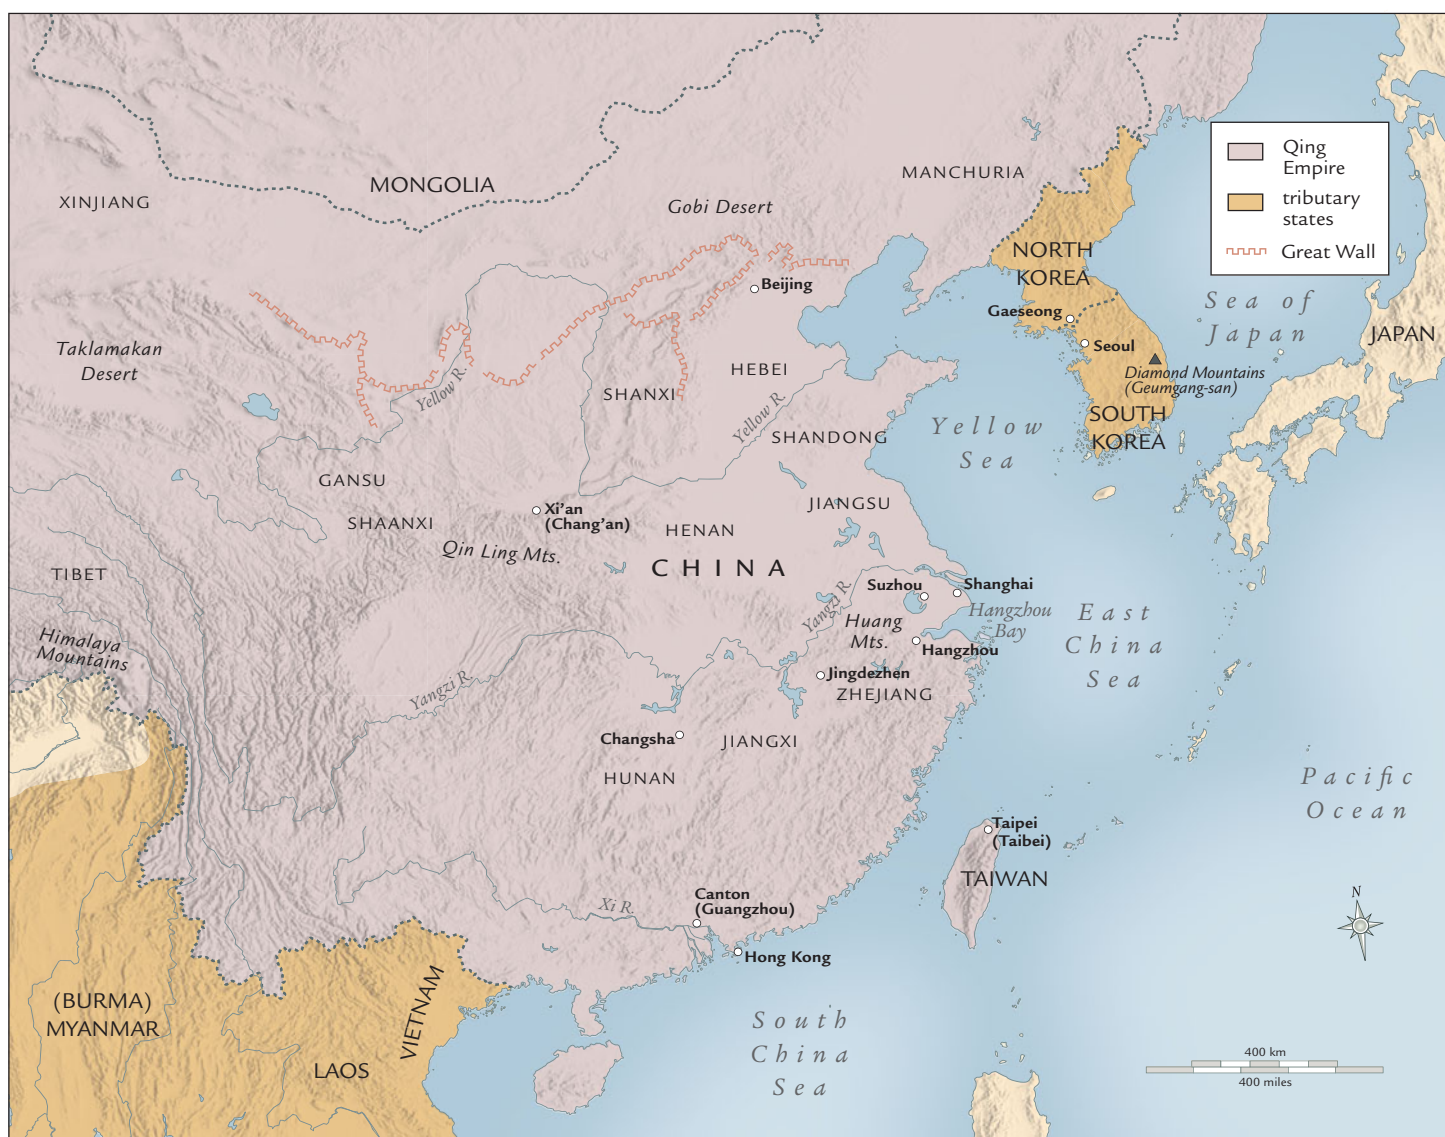 Qing
Empire
tributary
states
Great Wall
MONGOLIA
XINJIANG
Gobi Desert
MANCHURIA
Beijing
NORTH
KOREA
Gaeseong
Seoul
Diamond Mountains
(Geumgang-san)
SOUTH
KOREA
Sea of
Japan
JAPAN
Taklamakan
Desert
Yellow R.
SHANXI
HEBEI
Yellow R.
SHANDONG
Yellow
Sea
GANSU
SHAANXI
Xi'an
(Chang'an)
Qin Ling Mts.
HENAN
JIANGSU
CHINA
TIBET
Himalaya
Mountains
Suzhou
Shanghai
Hangzhou
Bay
Yangzi R.
Huang
Mts.
Hangzhou
East
China
Sea
Yangzi R.
Jingdezhen
ZHEJIANG
Changsha
JIANGXI
HUNAN
Pacific
Ocean
Taipei
(Taibei)
TAIWAN
Canton
(Guangzhou)
Xi R.
Hong Kong
N
(BURMA)
MYANMAR
VIETNAM
LAOS
South
China
Sea
400 km
400 miles